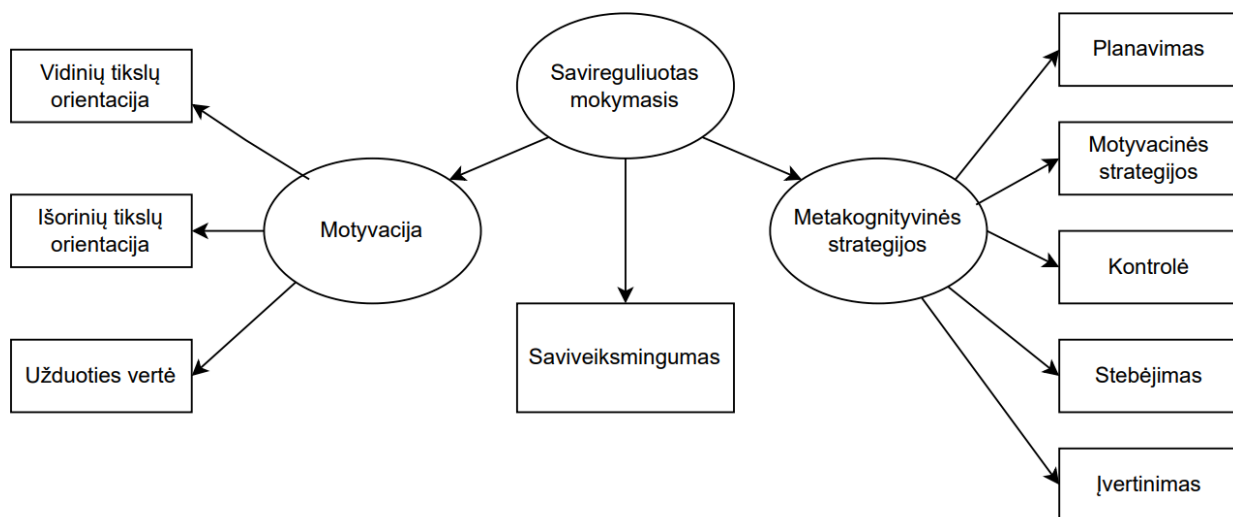 Vidinių tikslų
orientacija
Išorinių tikslų
orientacija
Užduoties vertė
Motyvacija
Savireguliuotas
mokymasis
Saviveiksmingumas
Metakognityvinės
strategijos
Planavimas
Motyvacinės
strategijos
Kontrolė
Stebėjimas
Įvertinimas